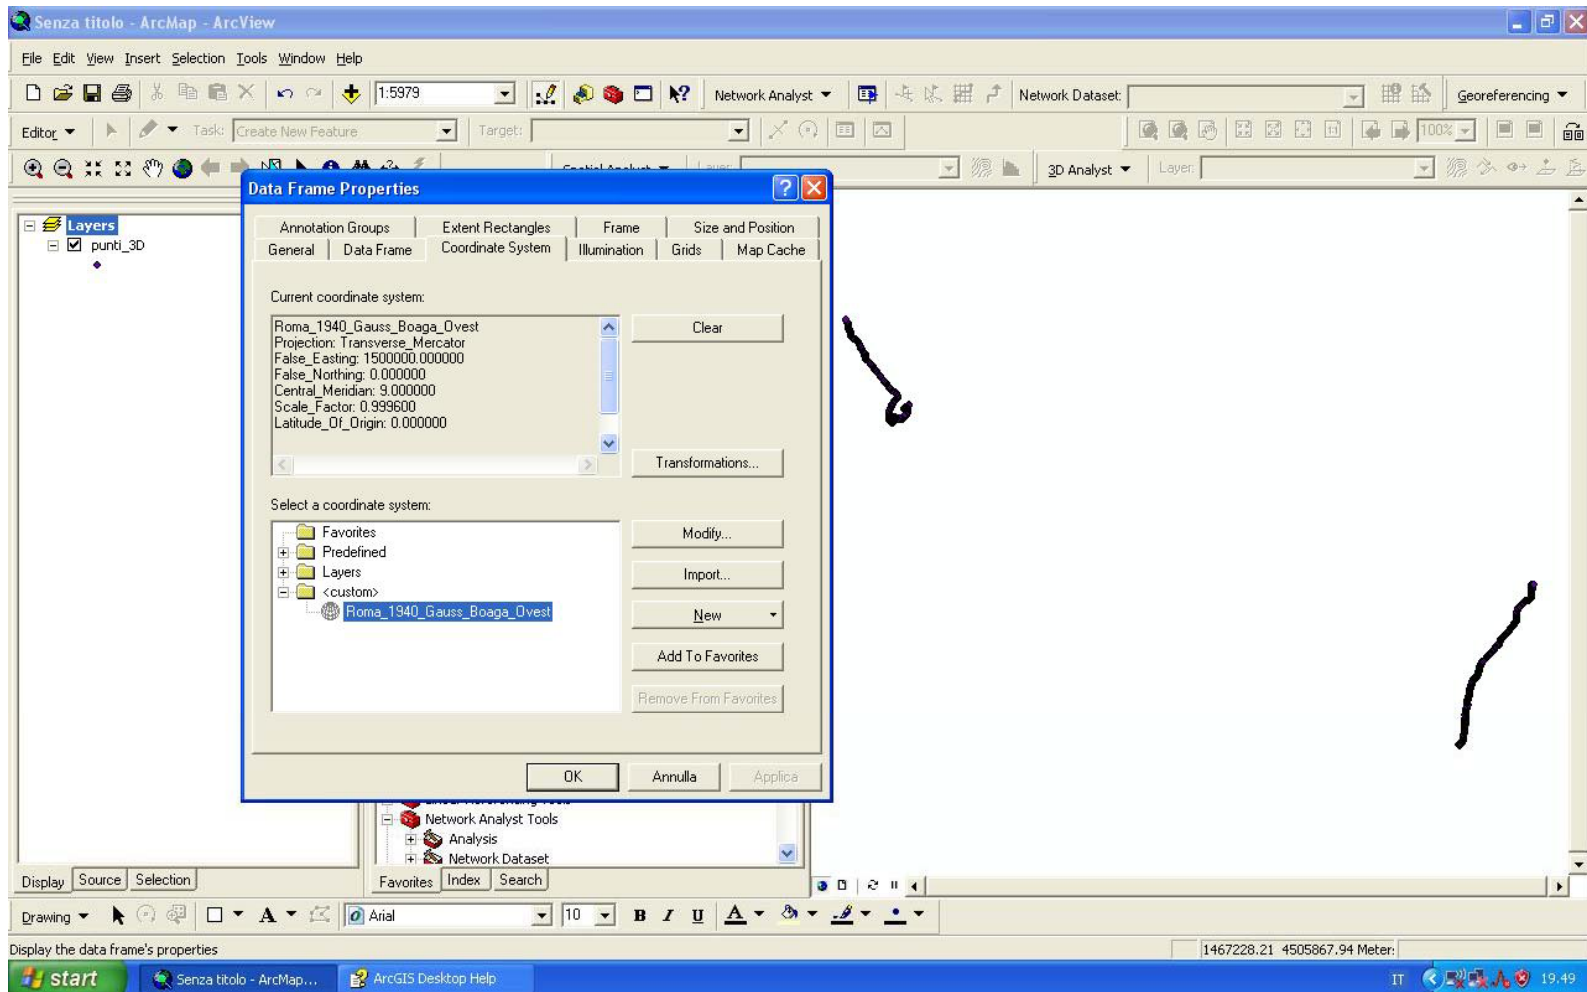 Senza titolo - ArcMap - ArcView
File Edit View Insert Selection Tools Window Help
1:5979
Network Analyst
Network Dataset:
Georeferencing
Editor
Task:
Create New Feature
Target:
100%
Spatial Analyst
Layer:
3D Analyst
Layer:
Layers
punti_3D
Data Frame Properties
Annotation Groups Extent Rectangles Frame Size and Position
General Data Frame Coordinate System Illumination Grids Map Cache
Current coordinate system:
Roma_1940_Gauss_Boaga_Ovest
Projection: Transverse_Mercator
False_Easting: 1500000.000000
False_Northing: 0.000000
Central_Meridian: 9.000000
Scale_Factor: 0.999600
Latitude_Of_Origin: 0.000000
Clear
Transformations...
Select a coordinate system:
Favorites
Predefined
Layers
<custom>
Roma_1940_Gauss_Boaga_Ovest
Modify...
Import...
New
Add To Favorites
Remove From Favorites
OK Annulla Applica
Network Analyst Tools
Analysis
Network Dataset
Display Source Selection
Favorites Index Search
Drawing
A
Arial
10
B I U A
Display the data frame's properties
1467228.21 4505867.94 Meter:
start
Senza titolo - ArcMap...
ArcGIS Desktop Help
IT
19.49